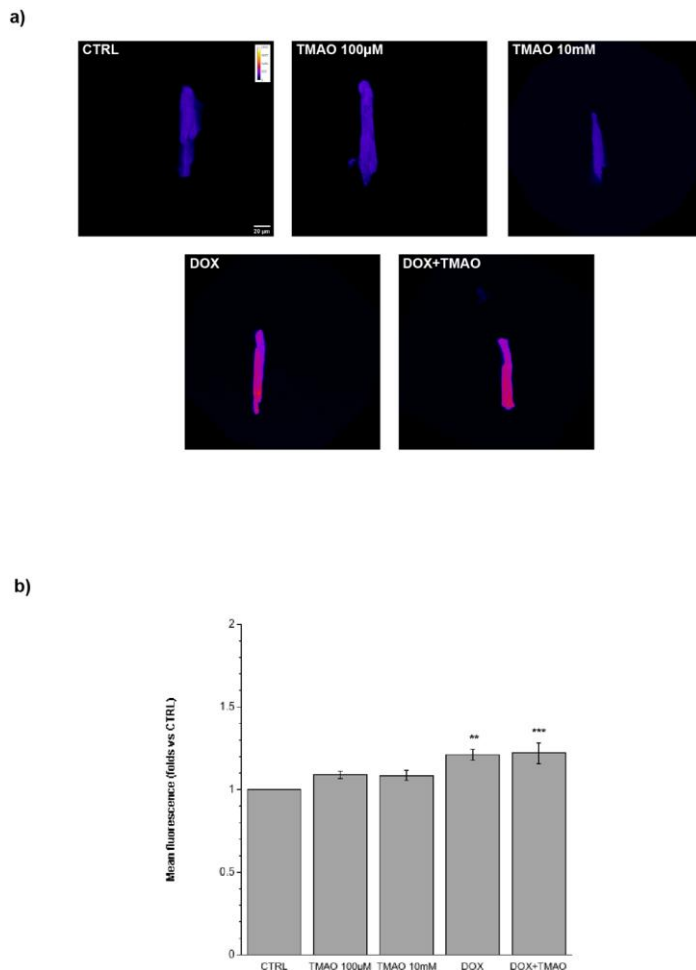 a)
CTRL
TMAO 100µM
TMAO 10mM
20 µm
DOX
DOX+TMAO
b)
Mean fluorescence (folds vs CTRL)
2
1.5
1
0.5
0
**
***
CTRL
TMAO 100µM
TMAO 10mM
DOX
DOX+TMAO